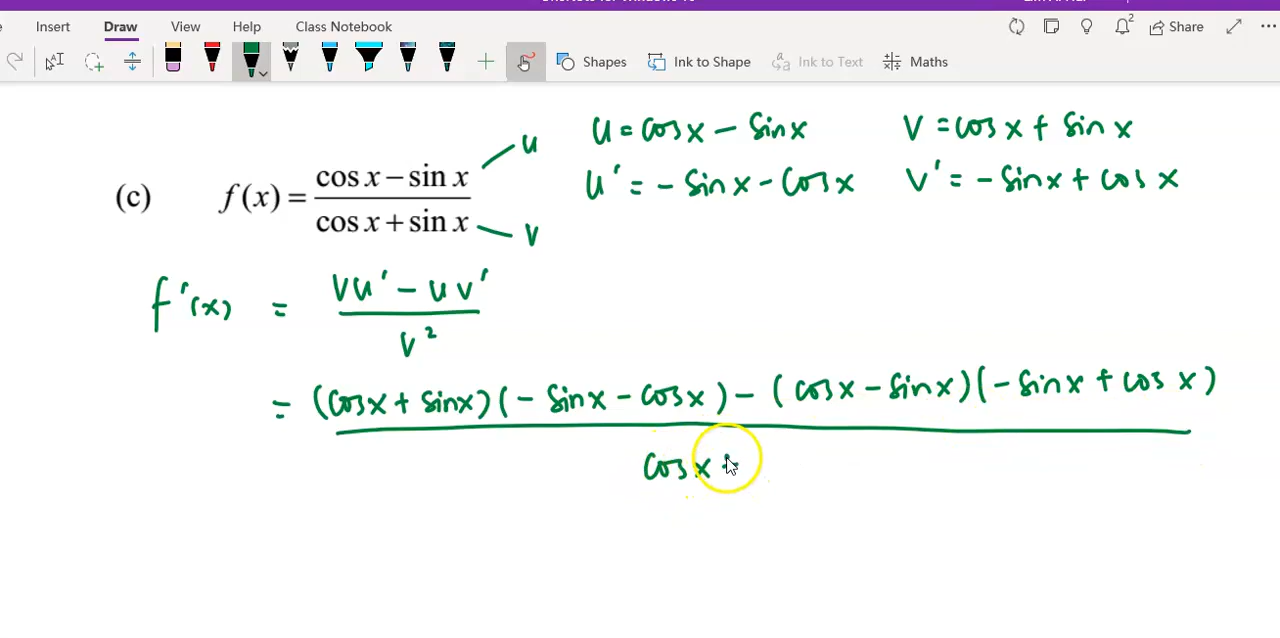 Insert Draw View Help Class Notebook 2 Share
Shapes Ink to Shape Ink to Text Maths
u = cos x - sin x v = cos x + sin x
u' = - sin x - cos x v' = - sin x + cos x
(c) f(x) = (cos x - sin x)/(cos x + sin x) u v
f'(x) = (vu' - uv')/v²
= ((cos x + sin x)(- sin x - cos x) - (cos x - sin x)(- sin x + cos x))/
cos x